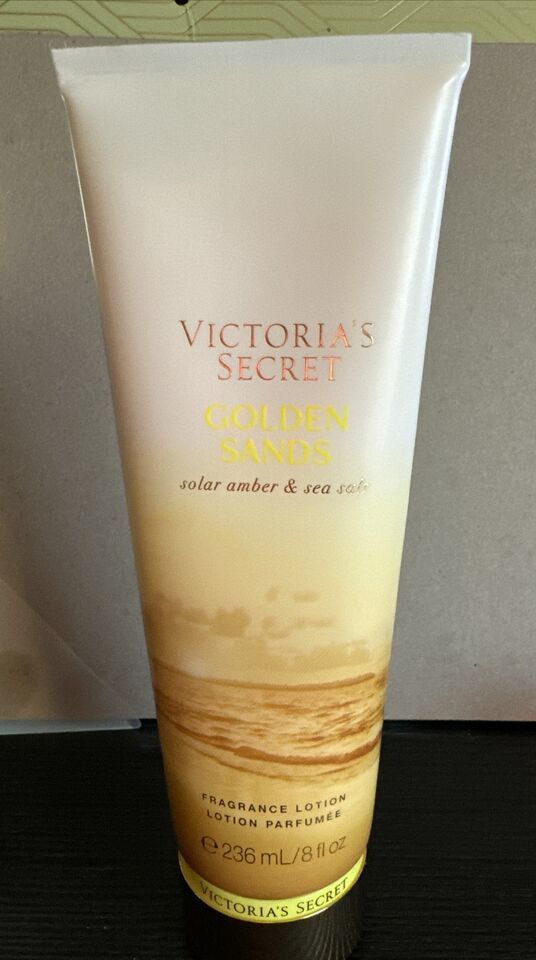 VICTORIA'S
SECRET
GOLDEN
SANDS
solar amber & sea salt
FRAGRANCE LOTION
LOTION PARFUMÉE
℮ 236 mL/8 fl oz
VICTORIA'S SECRET